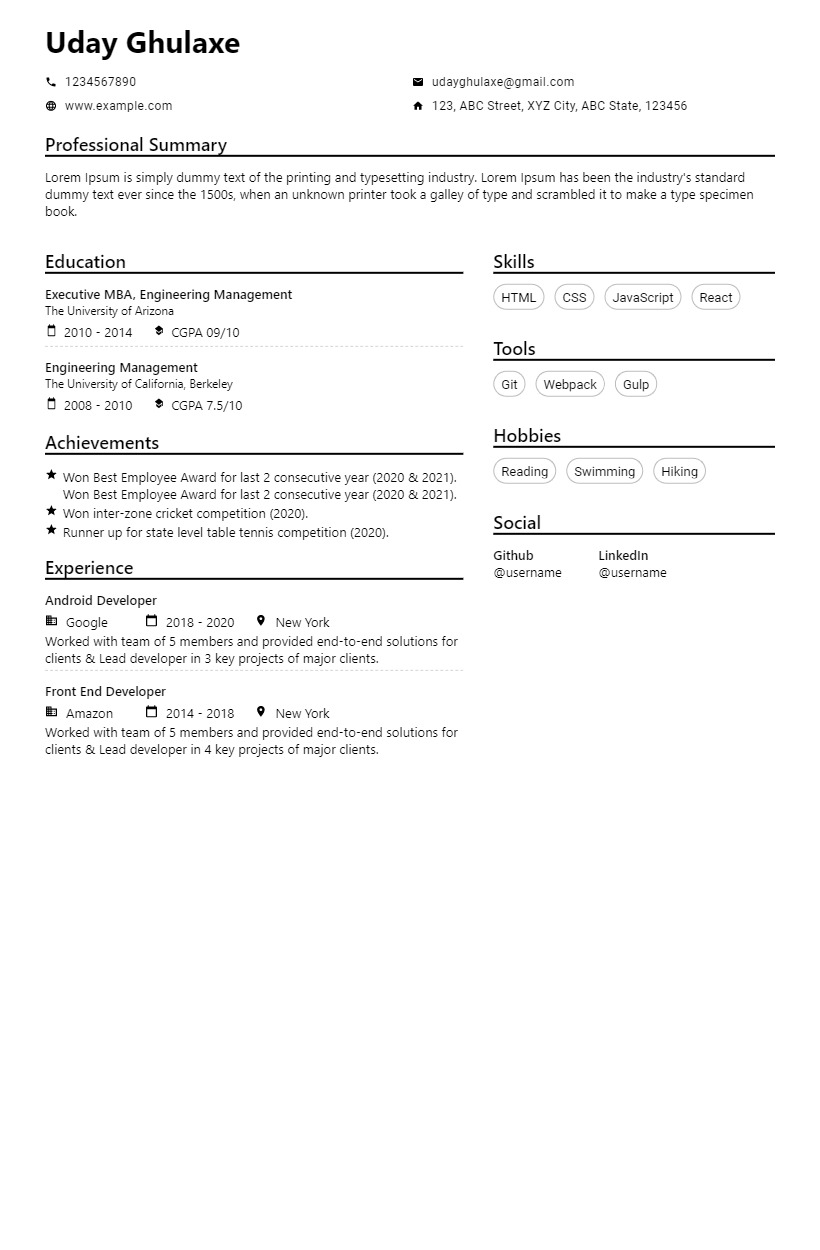 Uday Ghulaxe
1234567890
udayghulaxe@gmail.com
www.example.com
123, ABC Street, XYZ City, ABC State, 123456
Professional Summary
Lorem Ipsum is simply dummy text of the printing and typesetting industry. Lorem Ipsum has been the industry's standard
dummy text ever since the 1500s, when an unknown printer took a galley of type and scrambled it to make a type specimen
book.
Education
Executive MBA, Engineering Management
The University of Arizona
2010 - 2014 CGPA 09/10
Engineering Management
The University of California, Berkeley
2008 - 2010 CGPA 7.5/10
Achievements
Won Best Employee Award for last 2 consecutive year (2020 & 2021).
Won Best Employee Award for last 2 consecutive year (2020 & 2021).
Won inter-zone cricket competition (2020).
Runner up for state level table tennis competition (2020).
Experience
Android Developer
Google 2018 - 2020 New York
Worked with team of 5 members and provided end-to-end solutions for
clients & Lead developer in 3 key projects of major clients.
Front End Developer
Amazon 2014 - 2018 New York
Worked with team of 5 members and provided end-to-end solutions for
clients & Lead developer in 4 key projects of major clients.
Skills
HTML CSS JavaScript React
Tools
Git Webpack Gulp
Hobbies
Reading Swimming Hiking
Social
Github LinkedIn
@username @username